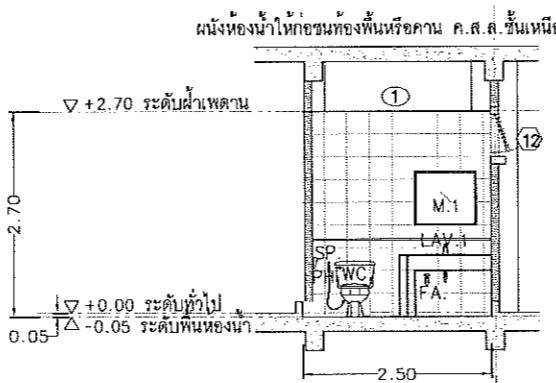 ผนังห้องน้ำให้ก่อชนท้องพื้นหรือคาน ค.ส.ล.ชั้นเหนือ
1
+2.70 ระดับฝ้าเพดาน
12
2.70
M.1
LAV.1
SP
PH
WC
FA.
+0.00 ระดับทั่วไป
-0.05 ระดับพื้นห้องน้ำ
0.05
2.50